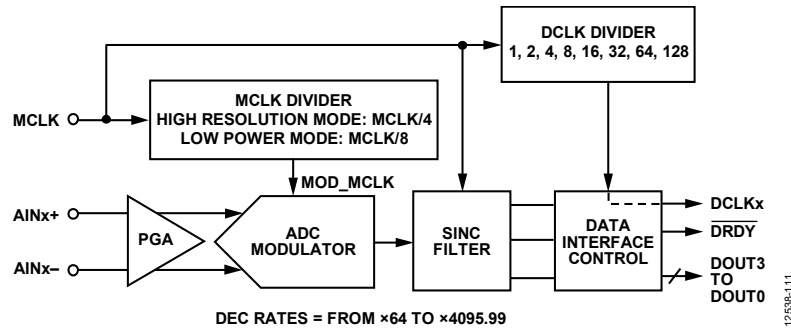 DCLK DIVIDER
1, 2, 4, 8, 16, 32, 64, 128
MCLK
MCLK DIVIDER
HIGH RESOLUTION MODE: MCLK/4
LOW POWER MODE: MCLK/8
MOD_MCLK
AINx+
AINx–
PGA
ADC
MODULATOR
SINC
FILTER
DATA
INTERFACE
CONTROL
DCLKx
DRDY
DOUT3
TO
DOUT0
DEC RATES = FROM ×64 TO ×4095.99
12538-111